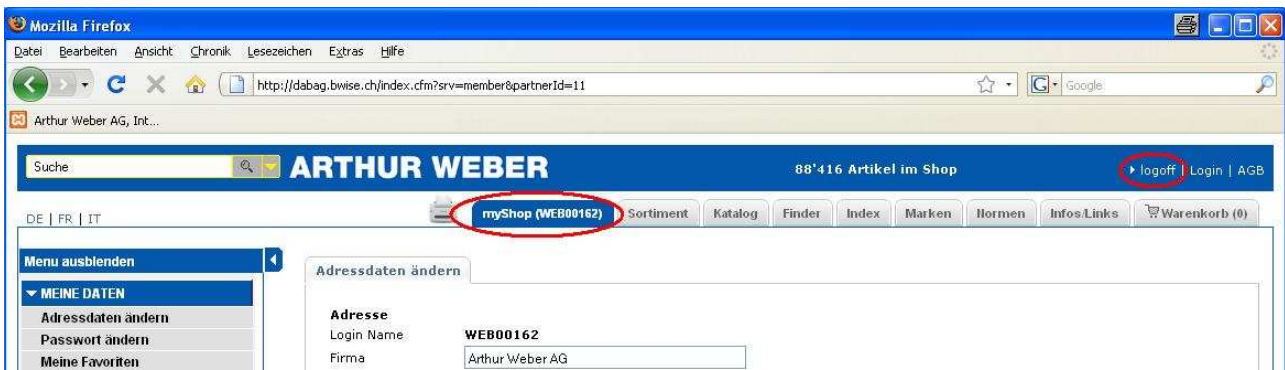 Mozilla Firefox
Datei Bearbeiten Ansicht Chronik Lesezeichen Extras Hilfe
http://dabag.bwise.ch/index.cfm?srv=member&partnerId=11
G Google
Arthur Weber AG, Int...
Suche
ARTHUR WEBER
88'416 Artikel im Shop
logoff | Login | AGB
DE | FR | IT
myShop (WEB00162) Sortiment Katalog Finder Index Marken Normen Infos/Links Warenkorb (0)
Menu ausblenden
Adressdaten ändern
MEINE DATEN
Adressdaten ändern
Passwort ändern
Meine Favoriten
Adresse
Login Name WEB00162
Firma Arthur Weber AG